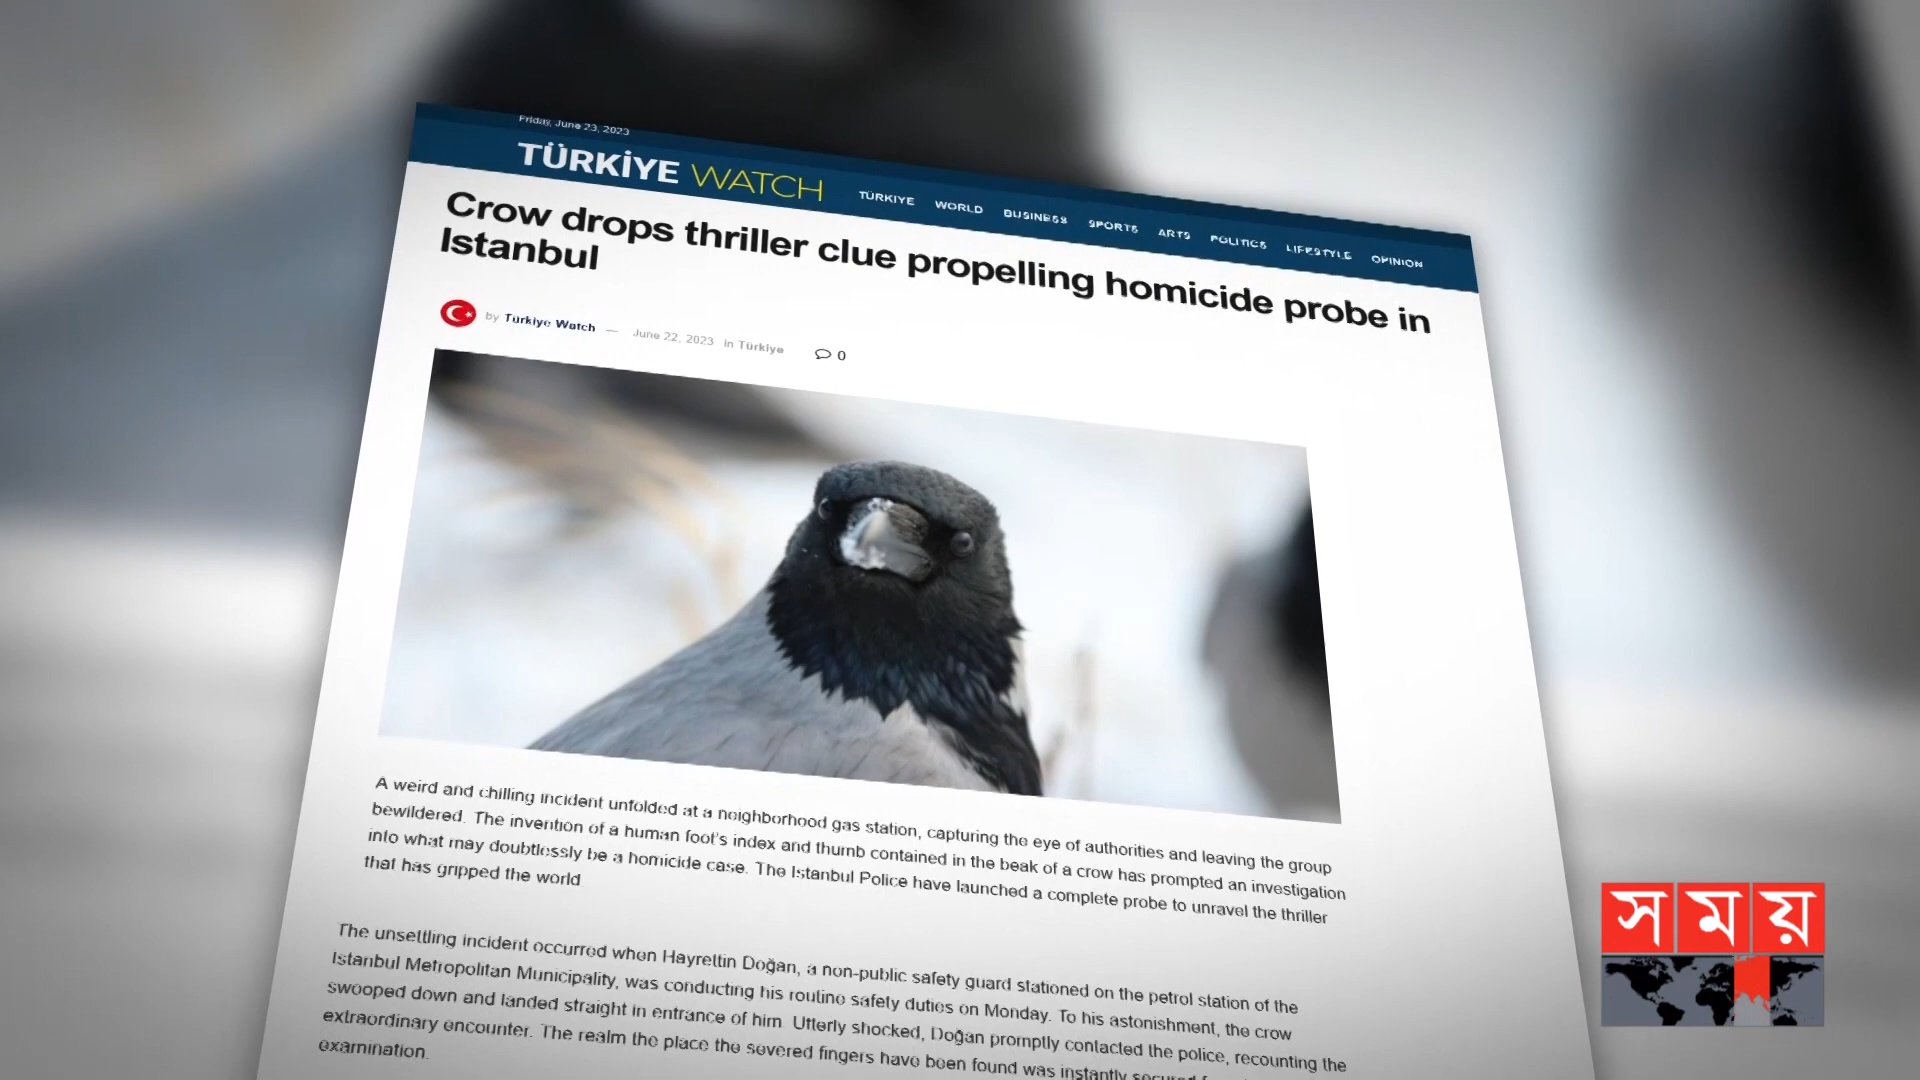 Friday, June 23, 2023
TÜRKİYE WATCH
TÜRKIYE WORLD BUSINESS SPORTS ARTS POLITICS LIFESTYLE OPINION
Crow drops thriller clue propelling homicide probe in
Istanbul
by Türkiye Watch — June 22, 2023 in Türkiye 0
A weird and chilling incident unfolded at a neighborhood gas station, capturing the eye of authorities and leaving the group
bewildered. The invention of a human foot's index and thumb contained in the beak of a crow has prompted an investigation
into what may doubtlessly be a homicide case. The Istanbul Police have launched a complete probe to unravel the thriller
that has gripped the world
The unsettling incident occurred when Hayrettin Doğan, a non-public safety guard stationed on the petrol station of the
Istanbul Metropolitan Municipality, was conducting his routine safety duties on Monday. To his astonishment, the crow
swooped down and landed straight in entrance of him. Utterly shocked, Doğan promptly contacted the police, recounting the
extraordinary encounter. The realm the place the severed fingers have been found was instantly secured
examination.
সময়